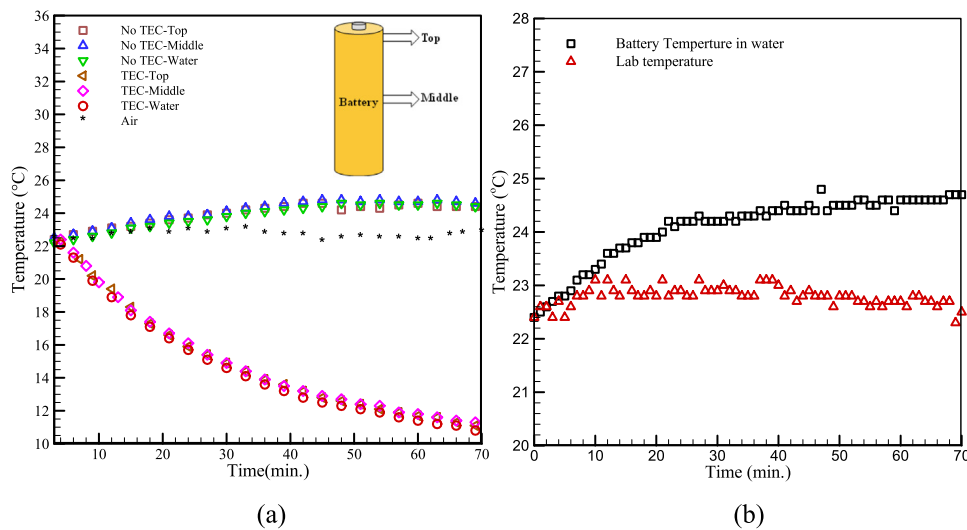 36
34
32
30
28
26
24
22
20
18
16
14
12
10
Temperature (°C)
No TEC-Top
No TEC-Middle
No TEC-Water
TEC-Top
TEC-Middle
TEC-Water
Air
Top
Battery
Middle
10 20 30 40 50 60 70
Time(min.)
(a)
28
27
26
25
24
23
22
21
20
Temperature (°C)
Battery Temperture in water
Lab temperature
0 10 20 30 40 50 60 70
Time (min.)
(b)